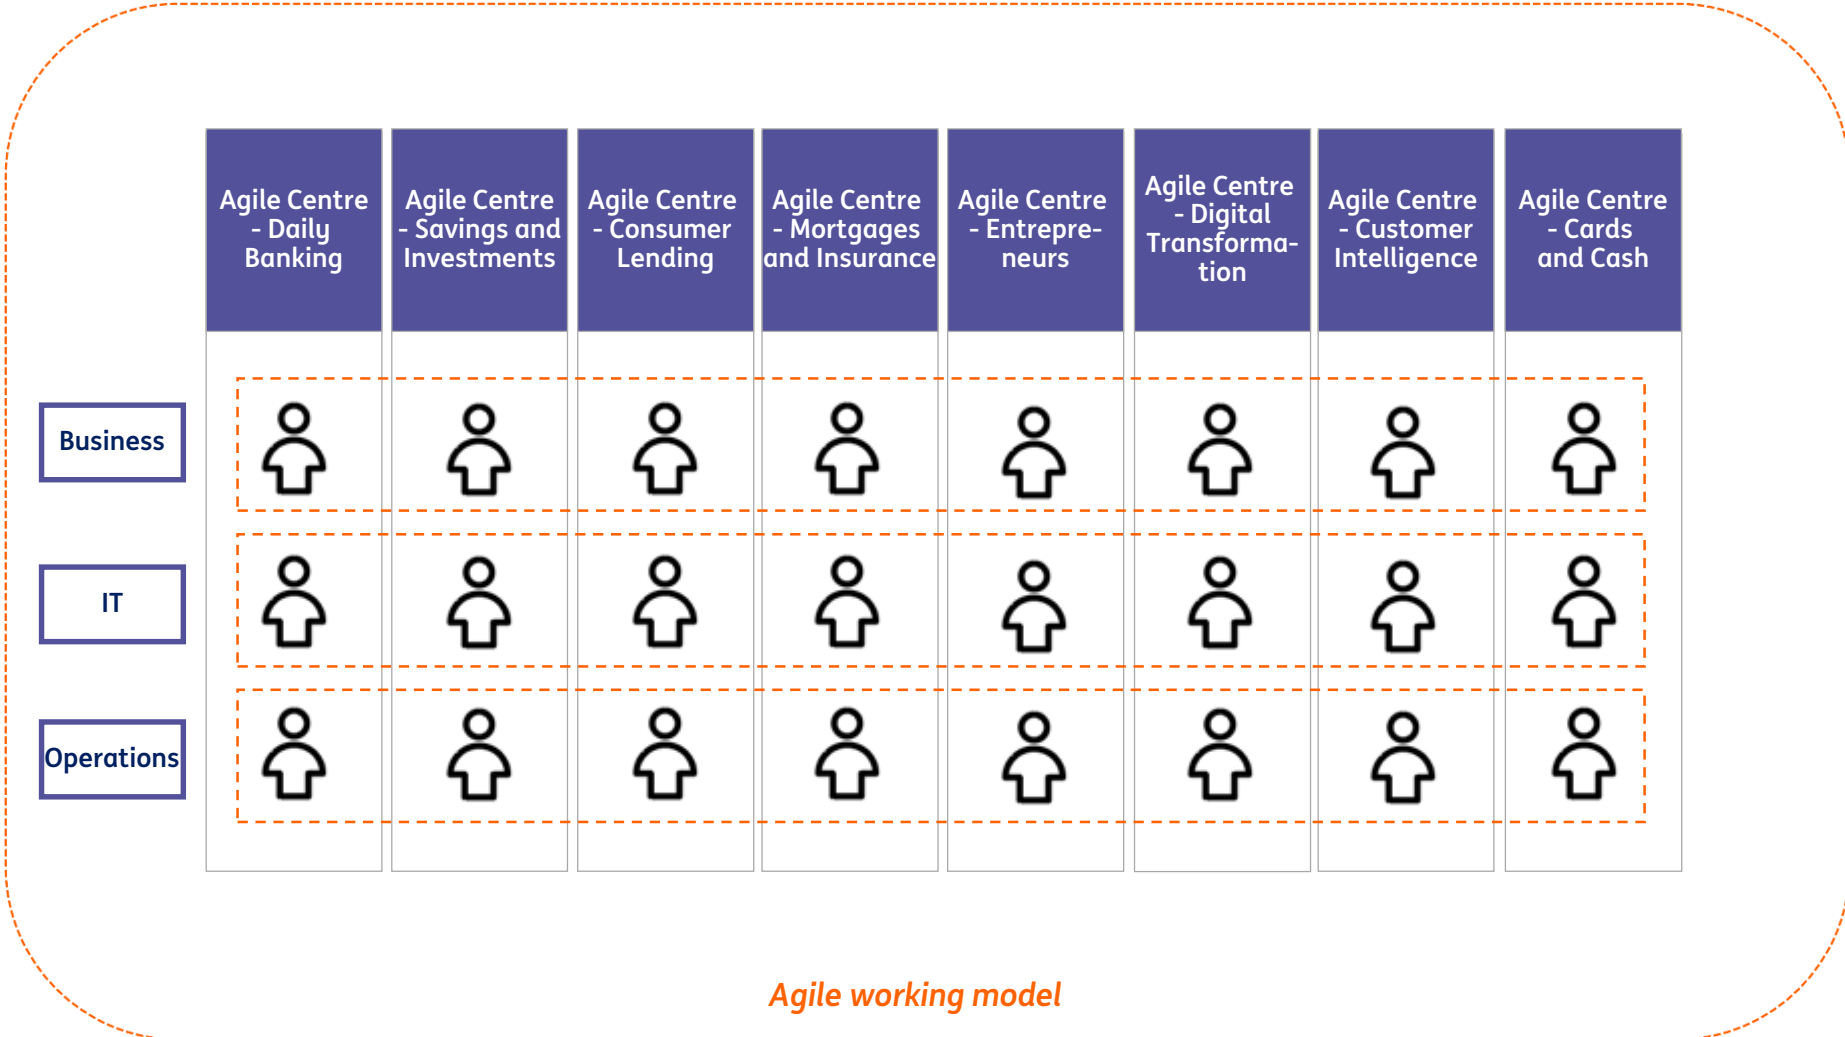 Agile Centre
- Daily
Banking
Agile Centre
- Savings and
Investments
Agile Centre
- Consumer
Lending
Agile Centre
- Mortgages
and Insurance
Agile Centre
- Entrepre-
neurs
Agile Centre
- Digital
Transforma-
tion
Agile Centre
- Customer
Intelligence
Agile Centre
- Cards
and Cash
Business
IT
Operations
Agile working model